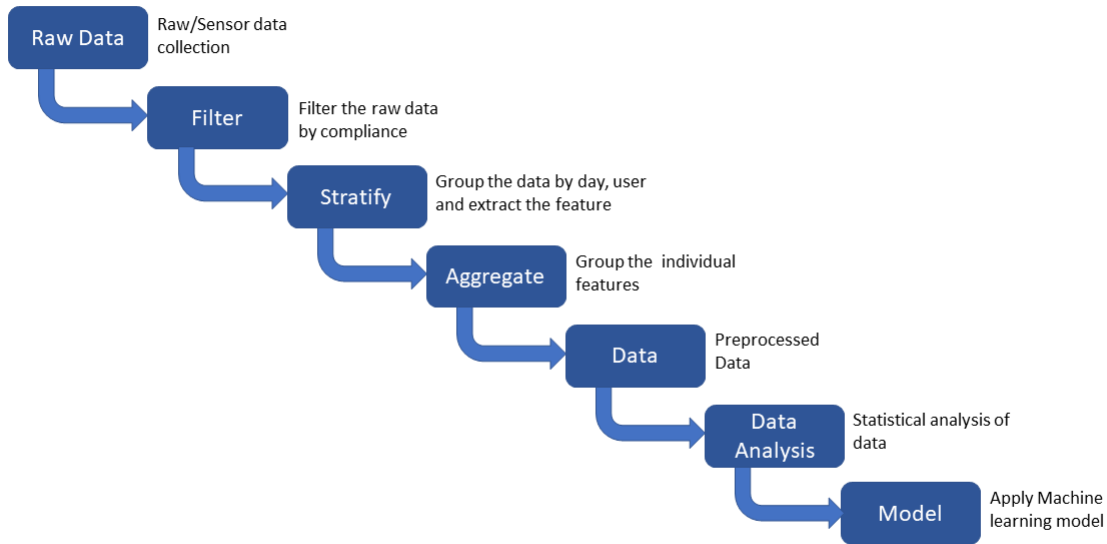 Raw Data
Raw/Sensor data
collection
Filter
Filter the raw data
by compliance
Stratify
Group the data by day, user
and extract the feature
Aggregate
Group the  individual
features
Data
Preprocessed
Data
Data
Analysis
Statistical analysis of
data
Model
Apply Machine
learning model